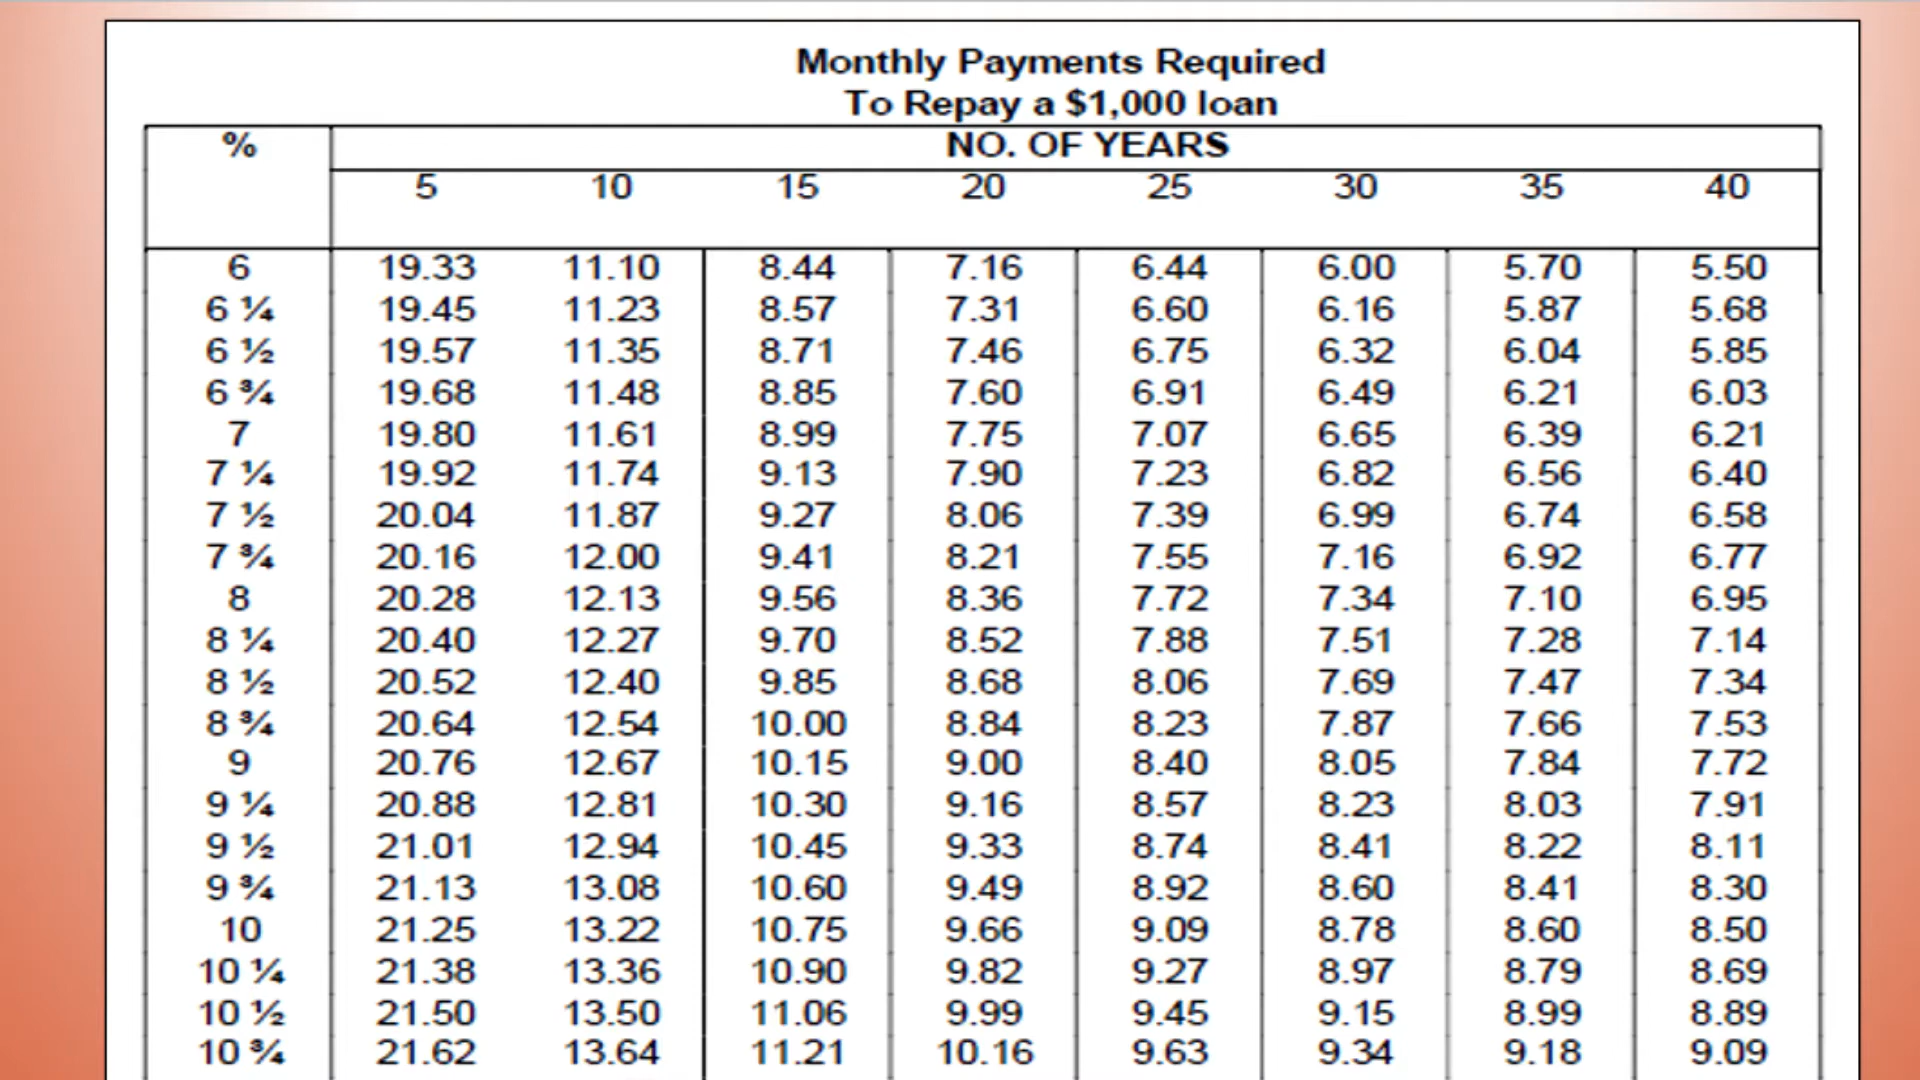 Monthly Payments Required
To Repay a $1,000 loan
% NO. OF YEARS
5 10 15 20 25 30 35 40
6 19.33 11.10 8.44 7.16 6.44 6.00 5.70 5.50
6 ¼ 19.45 11.23 8.57 7.31 6.60 6.16 5.87 5.68
6 ½ 19.57 11.35 8.71 7.46 6.75 6.32 6.04 5.85
6 ¾ 19.68 11.48 8.85 7.60 6.91 6.49 6.21 6.03
7 19.80 11.61 8.99 7.75 7.07 6.65 6.39 6.21
7 ¼ 19.92 11.74 9.13 7.90 7.23 6.82 6.56 6.40
7 ½ 20.04 11.87 9.27 8.06 7.39 6.99 6.74 6.58
7 ¾ 20.16 12.00 9.41 8.21 7.55 7.16 6.92 6.77
8 20.28 12.13 9.56 8.36 7.72 7.34 7.10 6.95
8 ¼ 20.40 12.27 9.70 8.52 7.88 7.51 7.28 7.14
8 ½ 20.52 12.40 9.85 8.68 8.06 7.69 7.47 7.34
8 ¾ 20.64 12.54 10.00 8.84 8.23 7.87 7.66 7.53
9 20.76 12.67 10.15 9.00 8.40 8.05 7.84 7.72
9 ¼ 20.88 12.81 10.30 9.16 8.57 8.23 8.03 7.91
9 ½ 21.01 12.94 10.45 9.33 8.74 8.41 8.22 8.11
9 ¾ 21.13 13.08 10.60 9.49 8.92 8.60 8.41 8.30
10 21.25 13.22 10.75 9.66 9.09 8.78 8.60 8.50
10 ¼ 21.38 13.36 10.90 9.82 9.27 8.97 8.79 8.69
10 ½ 21.50 13.50 11.06 9.99 9.45 9.15 8.99 8.89
10 ¾ 21.62 13.64 11.21 10.16 9.63 9.34 9.18 9.09